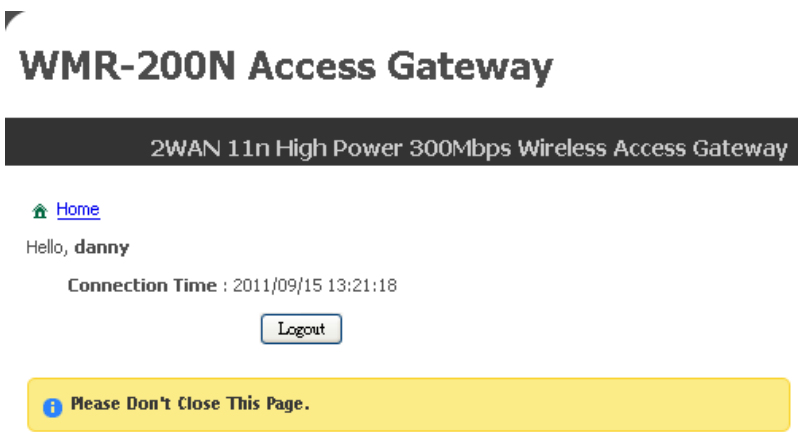 WMR-200N Access Gateway
2WAN 11n High Power 300Mbps Wireless Access Gateway
Home
Hello, danny
Connection Time : 2011/09/15 13:21:18
Logout
Please Don't Close This Page.